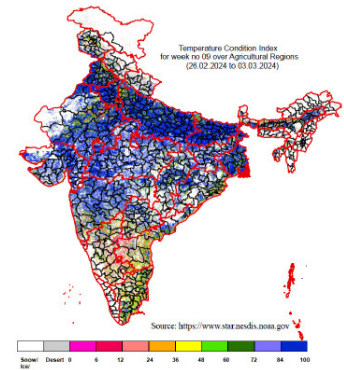 Temperature Condition Index
for week no 09 over Agricultural Regions
(26.02.2024 to 03.03.2024)
Source: https://www.star.nesdis.noaa.gov
Snow/ Desert 0 6 12 24 36 48 60 72 84 100
Ice/